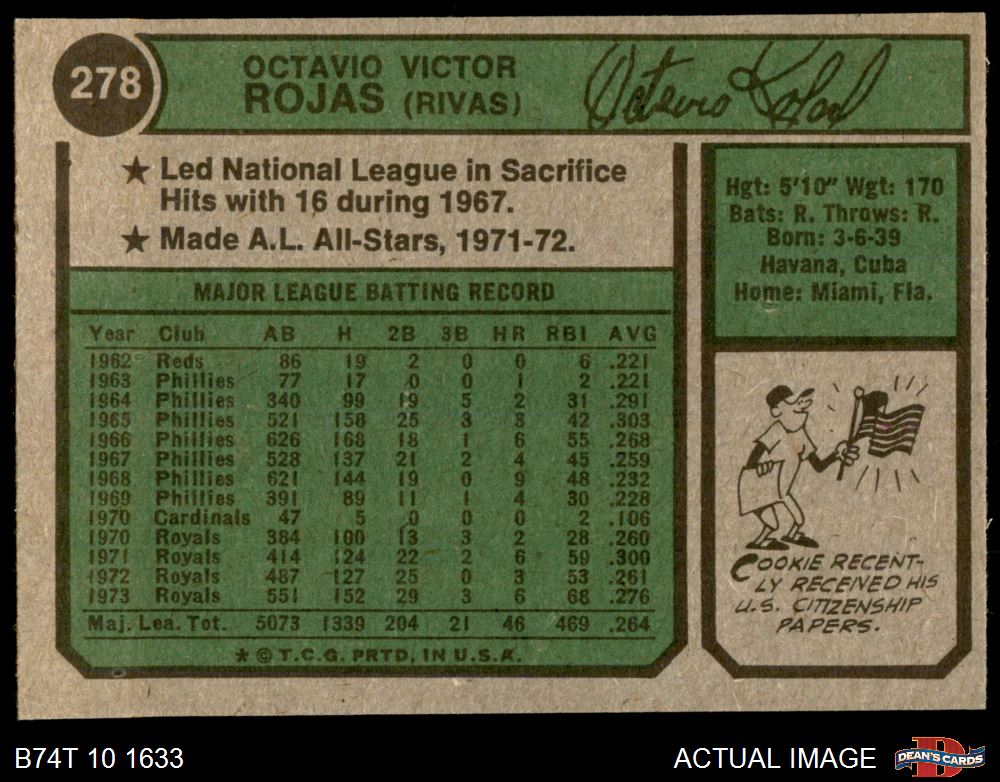 278
OCTAVIO VICTOR
ROJAS (RIVAS)
Octavio Rojas
★ Led National League in Sacrifice
Hits with 16 during 1967.
★ Made A.L. All-Stars, 1971-72.
MAJOR LEAGUE BATTING RECORD
Year Club AB H 2B 3B HR RBI AVG
1962 Reds 86 19 2 0 0 6 .221
1963 Phillies 77 17 0 0 1 2 .221
1964 Phillies 340 99 19 5 2 31 .291
1965 Phillies 521 158 25 3 3 42 .303
1966 Phillies 626 168 18 1 6 55 .268
1967 Phillies 528 137 21 2 4 45 .259
1968 Phillies 621 144 19 0 9 48 .232
1969 Phillies 391 89 11 1 4 30 .228
1970 Cardinals 47 5 0 0 0 2 .106
1970 Royals 384 100 13 3 2 28 .260
1971 Royals 414 124 22 2 6 59 .300
1972 Royals 487 127 25 0 3 53 .261
1973 Royals 551 152 29 3 6 68 .276
Maj. Lea. Tot. 5073 1339 204 21 46 469 .264
* © T.C.G. PRTD. IN U.S.A.
D
Hgt: 5'10" Wgt: 170
Bats: R. Throws: R.
Born: 3-6-39
Havana, Cuba
Home: Miami, Fla.
COOKIE RECENT-
LY RECEIVED HIS
U.S. CITIZENSHIP
PAPERS.
B74T 10 1633
ACTUAL IMAGE
D
DEAN'S CARDS